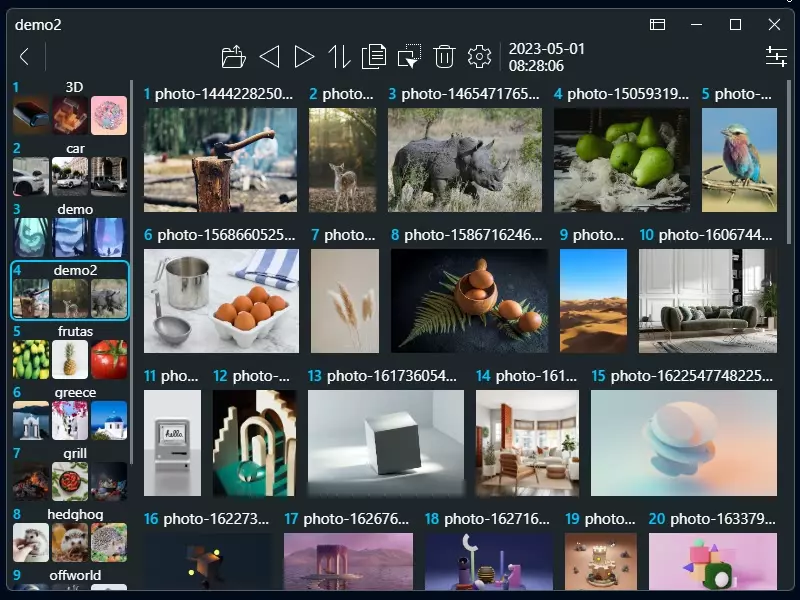 demo2
2023-05-01
08:28:06
1 3D
2 car
3 demo
4 demo2
5 frutas
6 greece
7 grill
8 hedghog
9 offworld
1 photo-1444228250... 2 photo... 3 photo-1465471765... 4 photo-15059319... 5 photo-...
6 photo-1568660525... 7 photo... 8 photo-1586716246... 9 photo... 10 photo-1606744...
11 pho... 12 photo-... 13 photo-161736054... 14 photo-161... 15 photo-1622547748225...
hello.
16 photo-162273... 17 photo-162676... 18 photo-162716... 19 photo... 20 photo-163379...